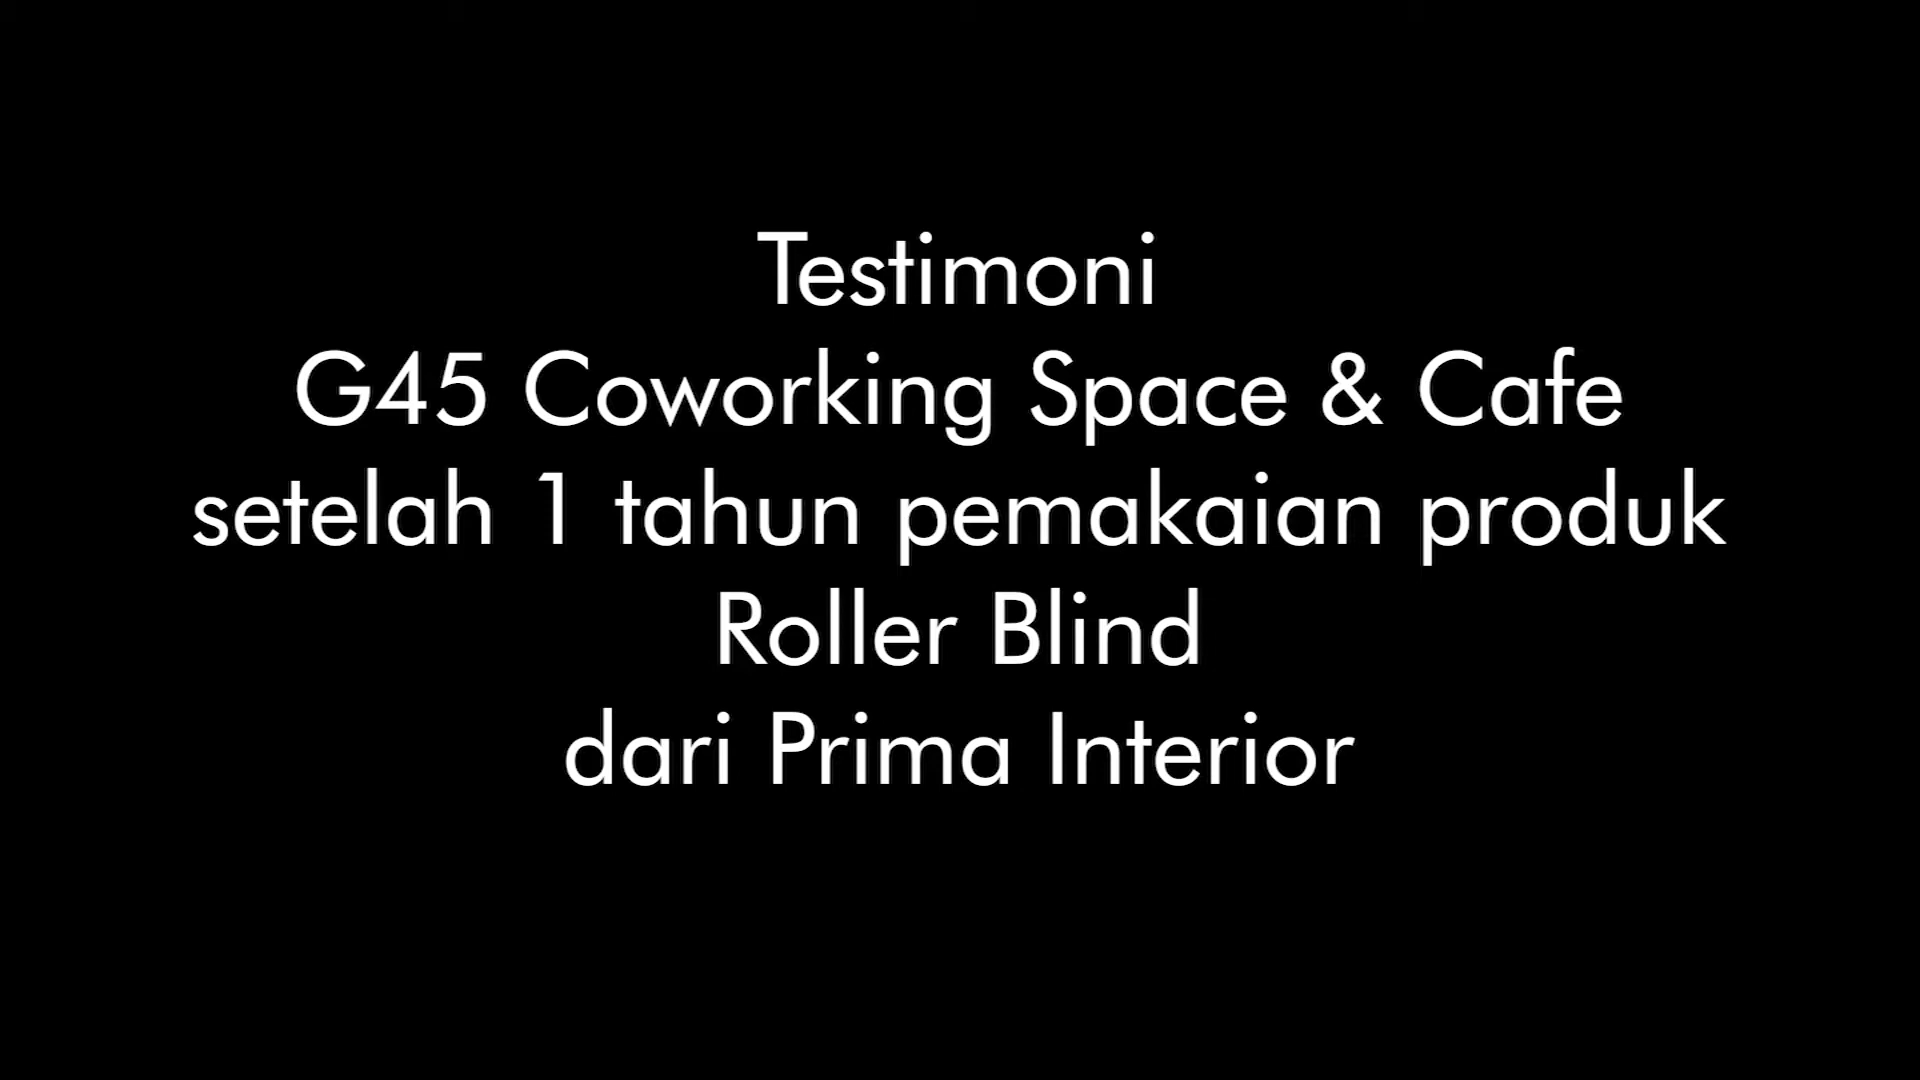 Testimoni
G45 Coworking Space & Cafe
setelah 1 tahun pemakaian produk
Roller Blind
dari Prima Interior